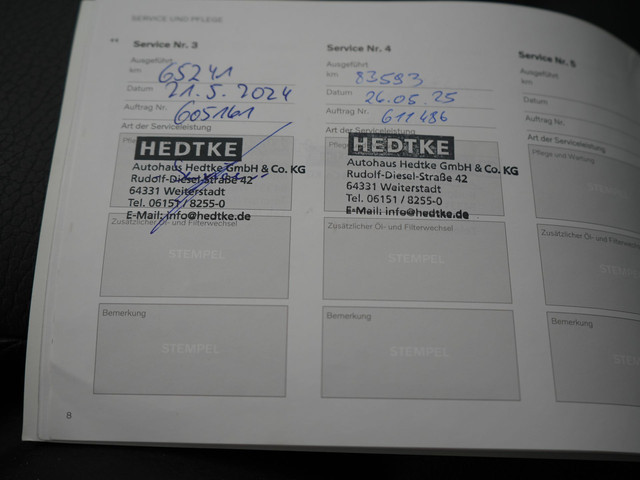 SERVICE UND PFLEGE
Service Nr. 3
Ausgeführt
km 65241
Datum 21.5.2024
Auftrag Nr. 605161
Art der Serviceleistung
HEDTKE
Autohaus Hedtke GmbH & Co. KG
Rudolf-Diesel-Straße 42
64331 Weiterstadt
Tel. 06151 / 8255-0
E-Mail: info@hedtke.de
Zusätzlicher Öl- und Filterwechsel
STEMPEL
Bemerkung
STEMPEL
Service Nr. 4
Ausgeführt
km 83593
Datum 26.05.25
Auftrag Nr. 611486
Art der Serviceleistung
HEDTKE
Autohaus Hedtke GmbH & Co. KG
Rudolf-Diesel-Straße 42
64331 Weiterstadt
Tel. 06151 / 8255-0
E-Mail: info@hedtke.de
Zusätzlicher Öl- und Filterwechsel
STEMPEL
Bemerkung
STEMPEL
Service Nr. 5
Ausgeführt
km
Datum
Auftrag Nr.
Art der Serviceleistung
Pflege und Wartung
Zusätzlicher Öl- und Filterwechsel
Bemerkung
8